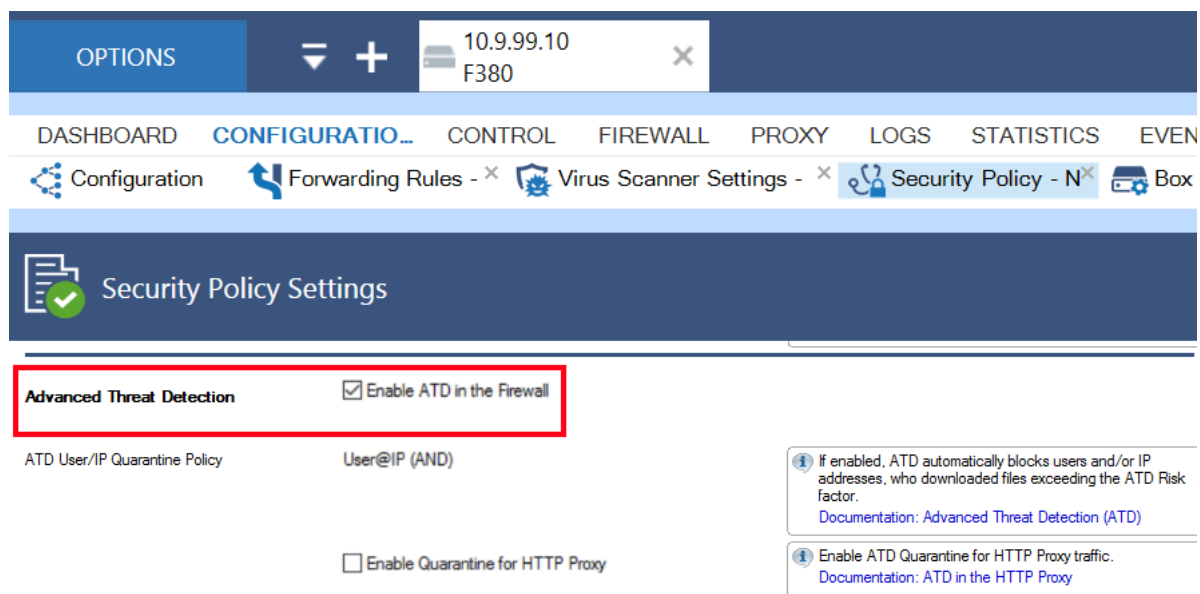 OPTIONS
10.9.99.10
F380
DASHBOARD CONFIGURATIO... CONTROL FIREWALL PROXY LOGS STATISTICS EVEN
Configuration Forwarding Rules - Virus Scanner Settings - Security Policy - N Box
Security Policy Settings
Advanced Threat Detection Enable ATD in the Firewall
ATD User/IP Quarantine Policy User@IP (AND)
If enabled, ATD automatically blocks users and/or IP
addresses, who downloaded files exceeding the ATD Risk
factor.
Documentation: Advanced Threat Detection (ATD)
Enable Quarantine for HTTP Proxy
Enable ATD Quarantine for HTTP Proxy traffic.
Documentation: ATD in the HTTP Proxy